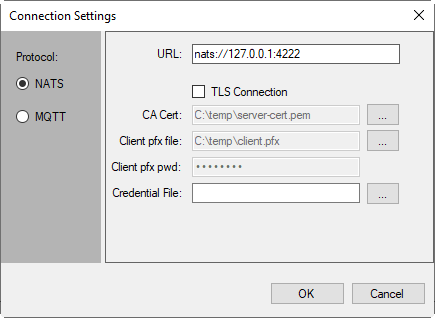 Connection Settings
Protocol:
NATS
MQTT
URL: nats://127.0.0.1:4222
TLS Connection
CA Cert: C:\temp\server-cert.pem ...
Client pfx file: C:\temp\client.pfx ...
Client pfx pwd: ••••••••
Credential File: ...
OK Cancel